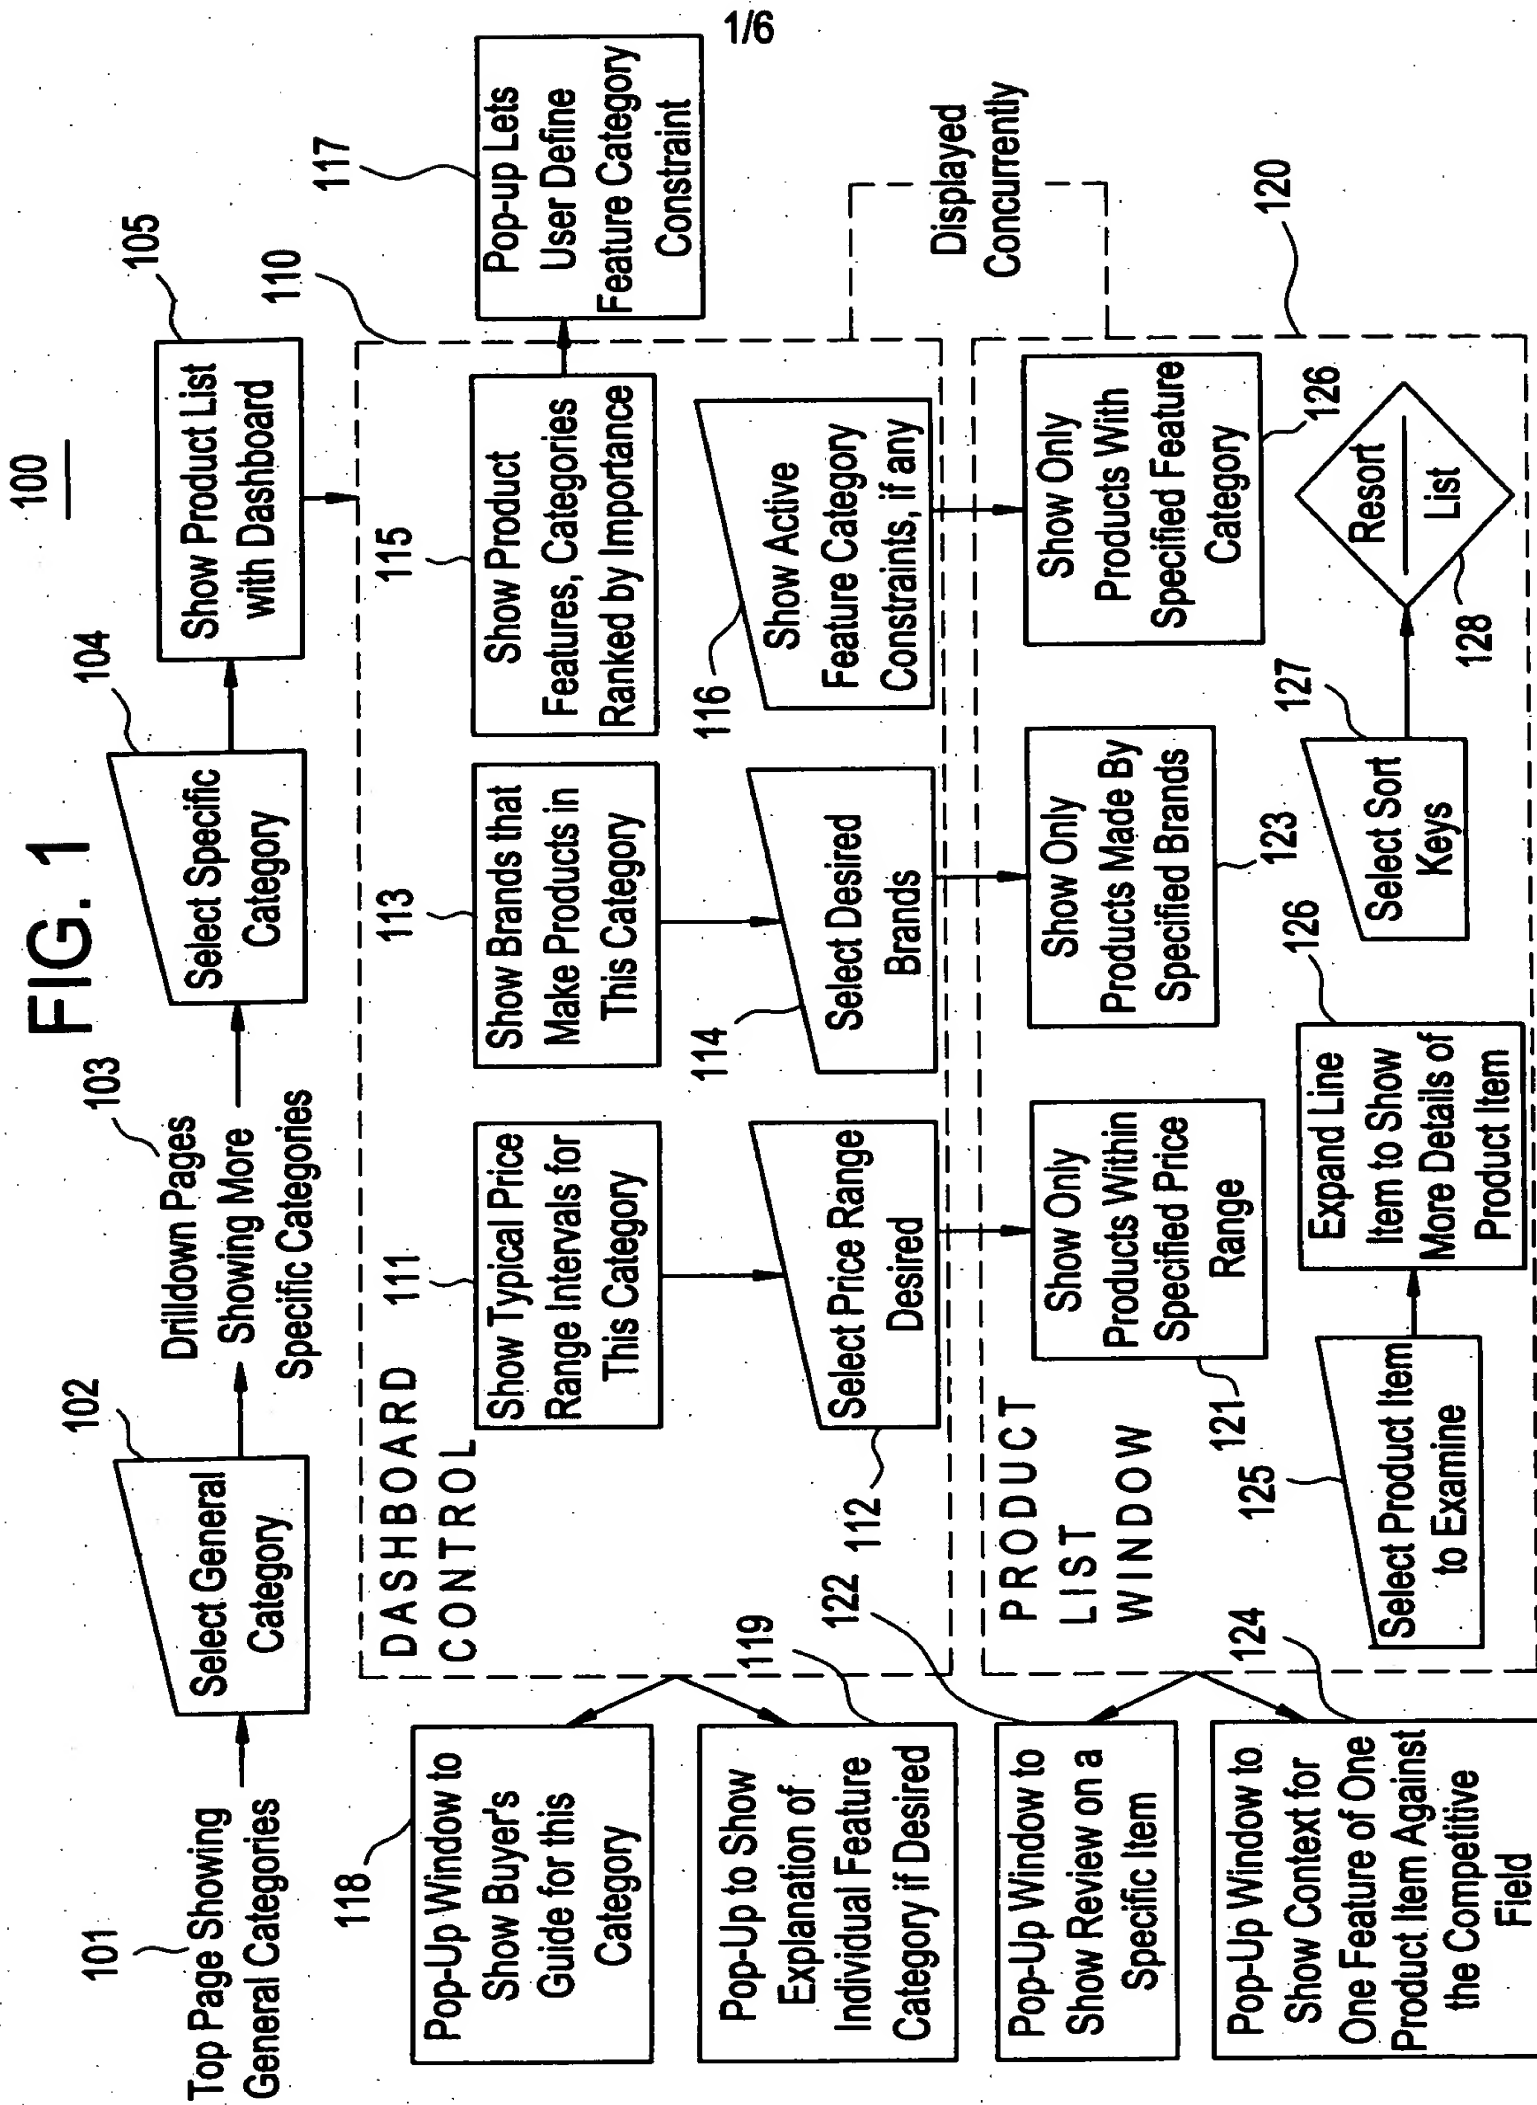 1/6
FIG. 1
100
101
Top Page Showing
General Categories
102
Select General
Category
103
Drilldown Pages
Showing More
Specific Categories
104
Select Specific
Category
105
Show Product List
with Dashboard
DASHBOARD
CONTROL
110
111
Show Typical Price
Range Intervals for
This Category
113
Show Brands that
Make Products in
This Category
115
Show Product
Features, Categories
Ranked by Importance
117
Pop-up Lets
User Define
Feature Category
Constraint
112
Select Price Range
Desired
114
Select Desired
Brands
116
Show Active
Feature Category
Constraints, if any
118
Pop-Up Window to
Show Buyer's
Guide for this
Category
119
Pop-Up to Show
Explanation of
Individual Feature
Category if Desired
Displayed
Concurrently
PRODUCT
LIST
WINDOW
120
121
Show Only
Products Within
Specified Price
Range
123
Show Only
Products Made By
Specified Brands
126
Show Only
Products With
Specified Feature
Category
122
Pop-Up Window to
Show Review on a
Specific Item
124
Pop-Up Window to
Show Context for
One Feature of One
Product Item Against
the Competitive
Field
125
Select Product Item
to Examine
126
Expand Line
Item to Show
More Details of
Product Item
127
Select Sort
Keys
128
Resort
List